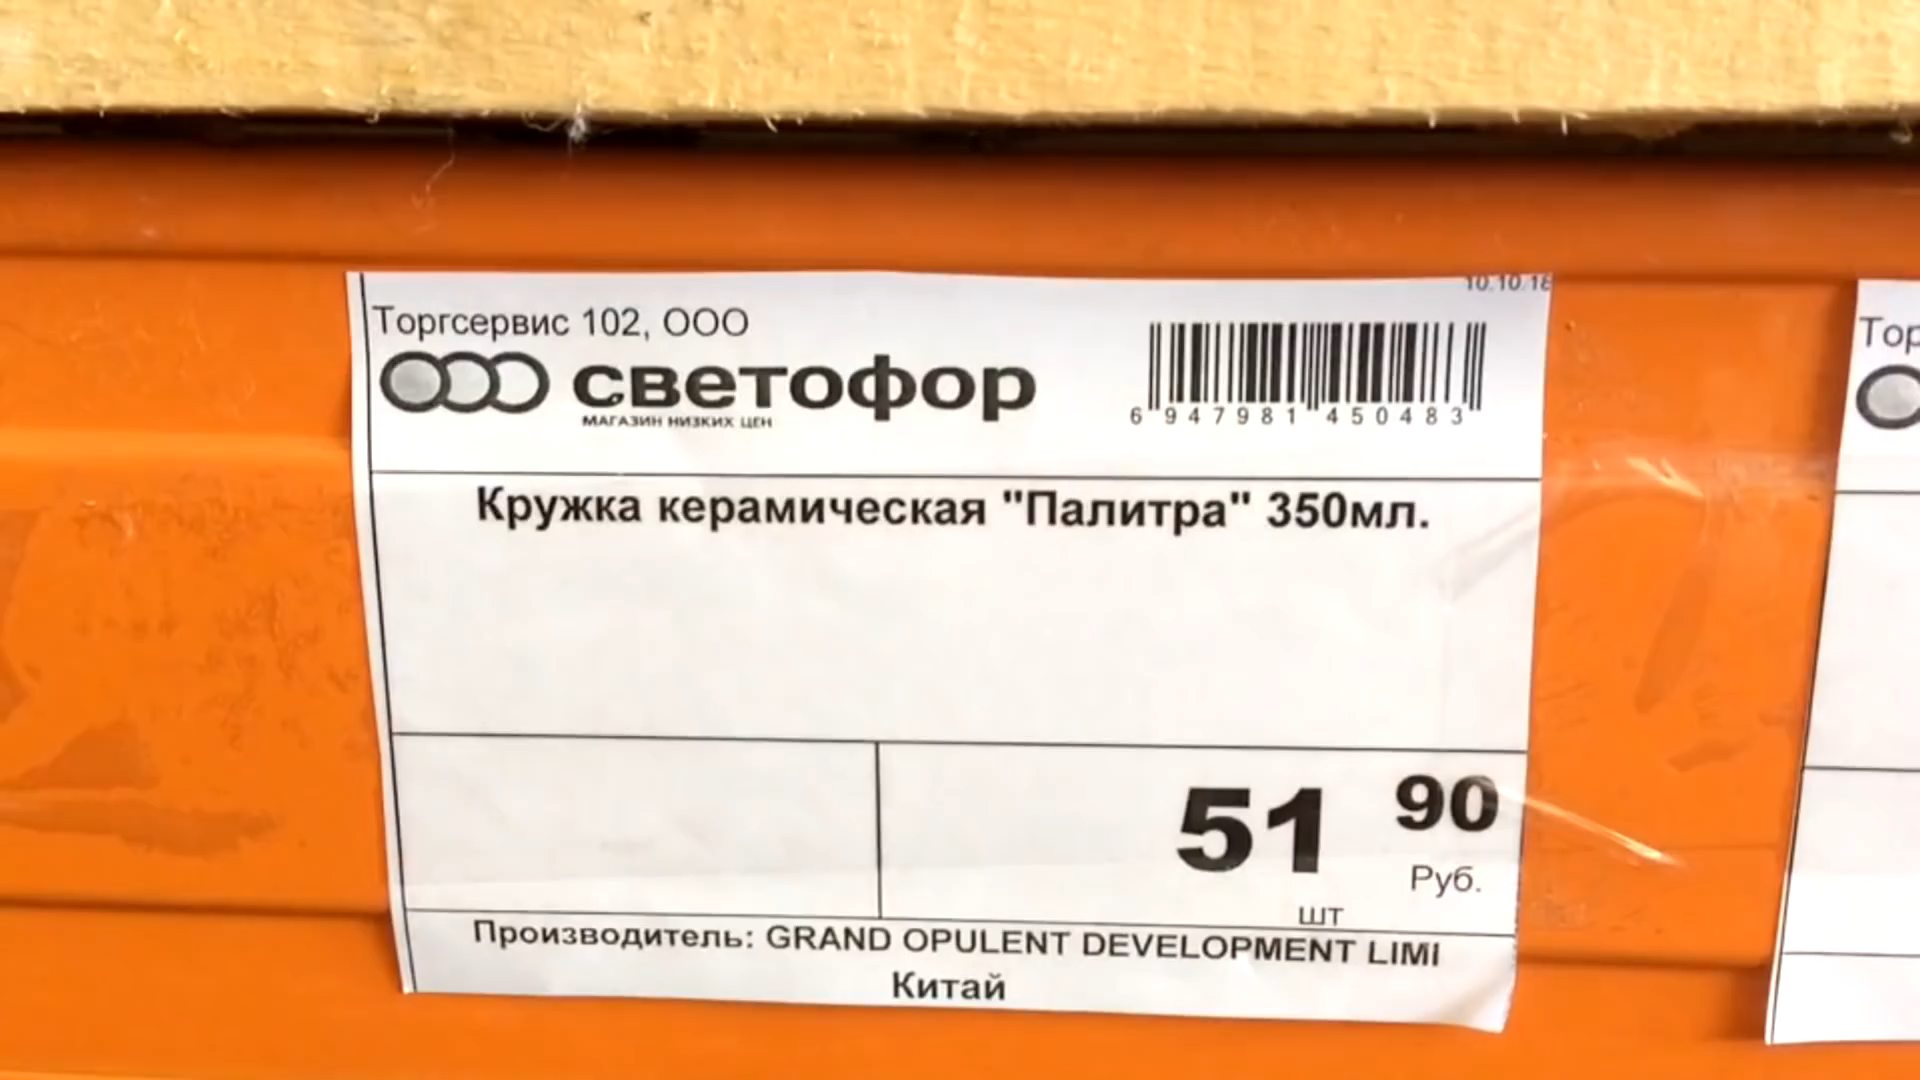 10.10.18
Торгсервис 102, ООО
светофор
МАГАЗИН НИЗКИХ ЦЕН
6 947981 450483
Кружка керамическая "Палитра" 350мл.
51 90
Руб.
шт
Производитель: GRAND OPULENT DEVELOPMENT LIMI
Китай
Тор